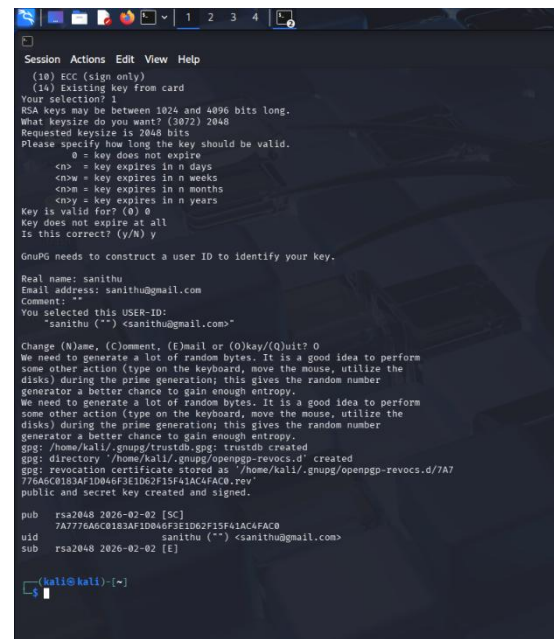 1 2 3 4
Session Actions Edit View Help
(10) ECC (sign only)
(14) Existing key from card
Your selection? 1
RSA keys may be between 1024 and 4096 bits long.
What keysize do you want? (3072) 2048
Requested keysize is 2048 bits
Please specify how long the key should be valid.
0 = key does not expire
<n> = key expires in n days
<n>w = key expires in n weeks
<n>m = key expires in n months
<n>y = key expires in n years
Key is valid for? (0) 0
Key does not expire at all
Is this correct? (y/N) y
GnuPG needs to construct a user ID to identify your key.
Real name: sanithu
Email address: sanithu@gmail.com
Comment: ""
You selected this USER-ID:
"sanithu ("") <sanithu@gmail.com>"
Change (N)ame, (C)omment, (E)mail or (O)kay/(Q)uit? O
We need to generate a lot of random bytes. It is a good idea to perform
some other action (type on the keyboard, move the mouse, utilize the
disks) during the prime generation; this gives the random number
generator a better chance to gain enough entropy.
We need to generate a lot of random bytes. It is a good idea to perform
some other action (type on the keyboard, move the mouse, utilize the
disks) during the prime generation; this gives the random number
generator a better chance to gain enough entropy.
gpg: /home/kali/.gnupg/trustdb.gpg: trustdb created
gpg: directory '/home/kali/.gnupg/openpgp-revocs.d' created
gpg: revocation certificate stored as '/home/kali/.gnupg/openpgp-revocs.d/7A7
776A6C0183AF1D046F3E1D62F15F41AC4FAC0.rev'
public and secret key created and signed.
pub rsa2048 2026-02-02 [SC]
7A7776A6C0183AF1D046F3E1D62F15F41AC4FAC0
uid sanithu ("") <sanithu@gmail.com>
sub rsa2048 2026-02-02 [E]
(kali㉿kali)-[~]
$